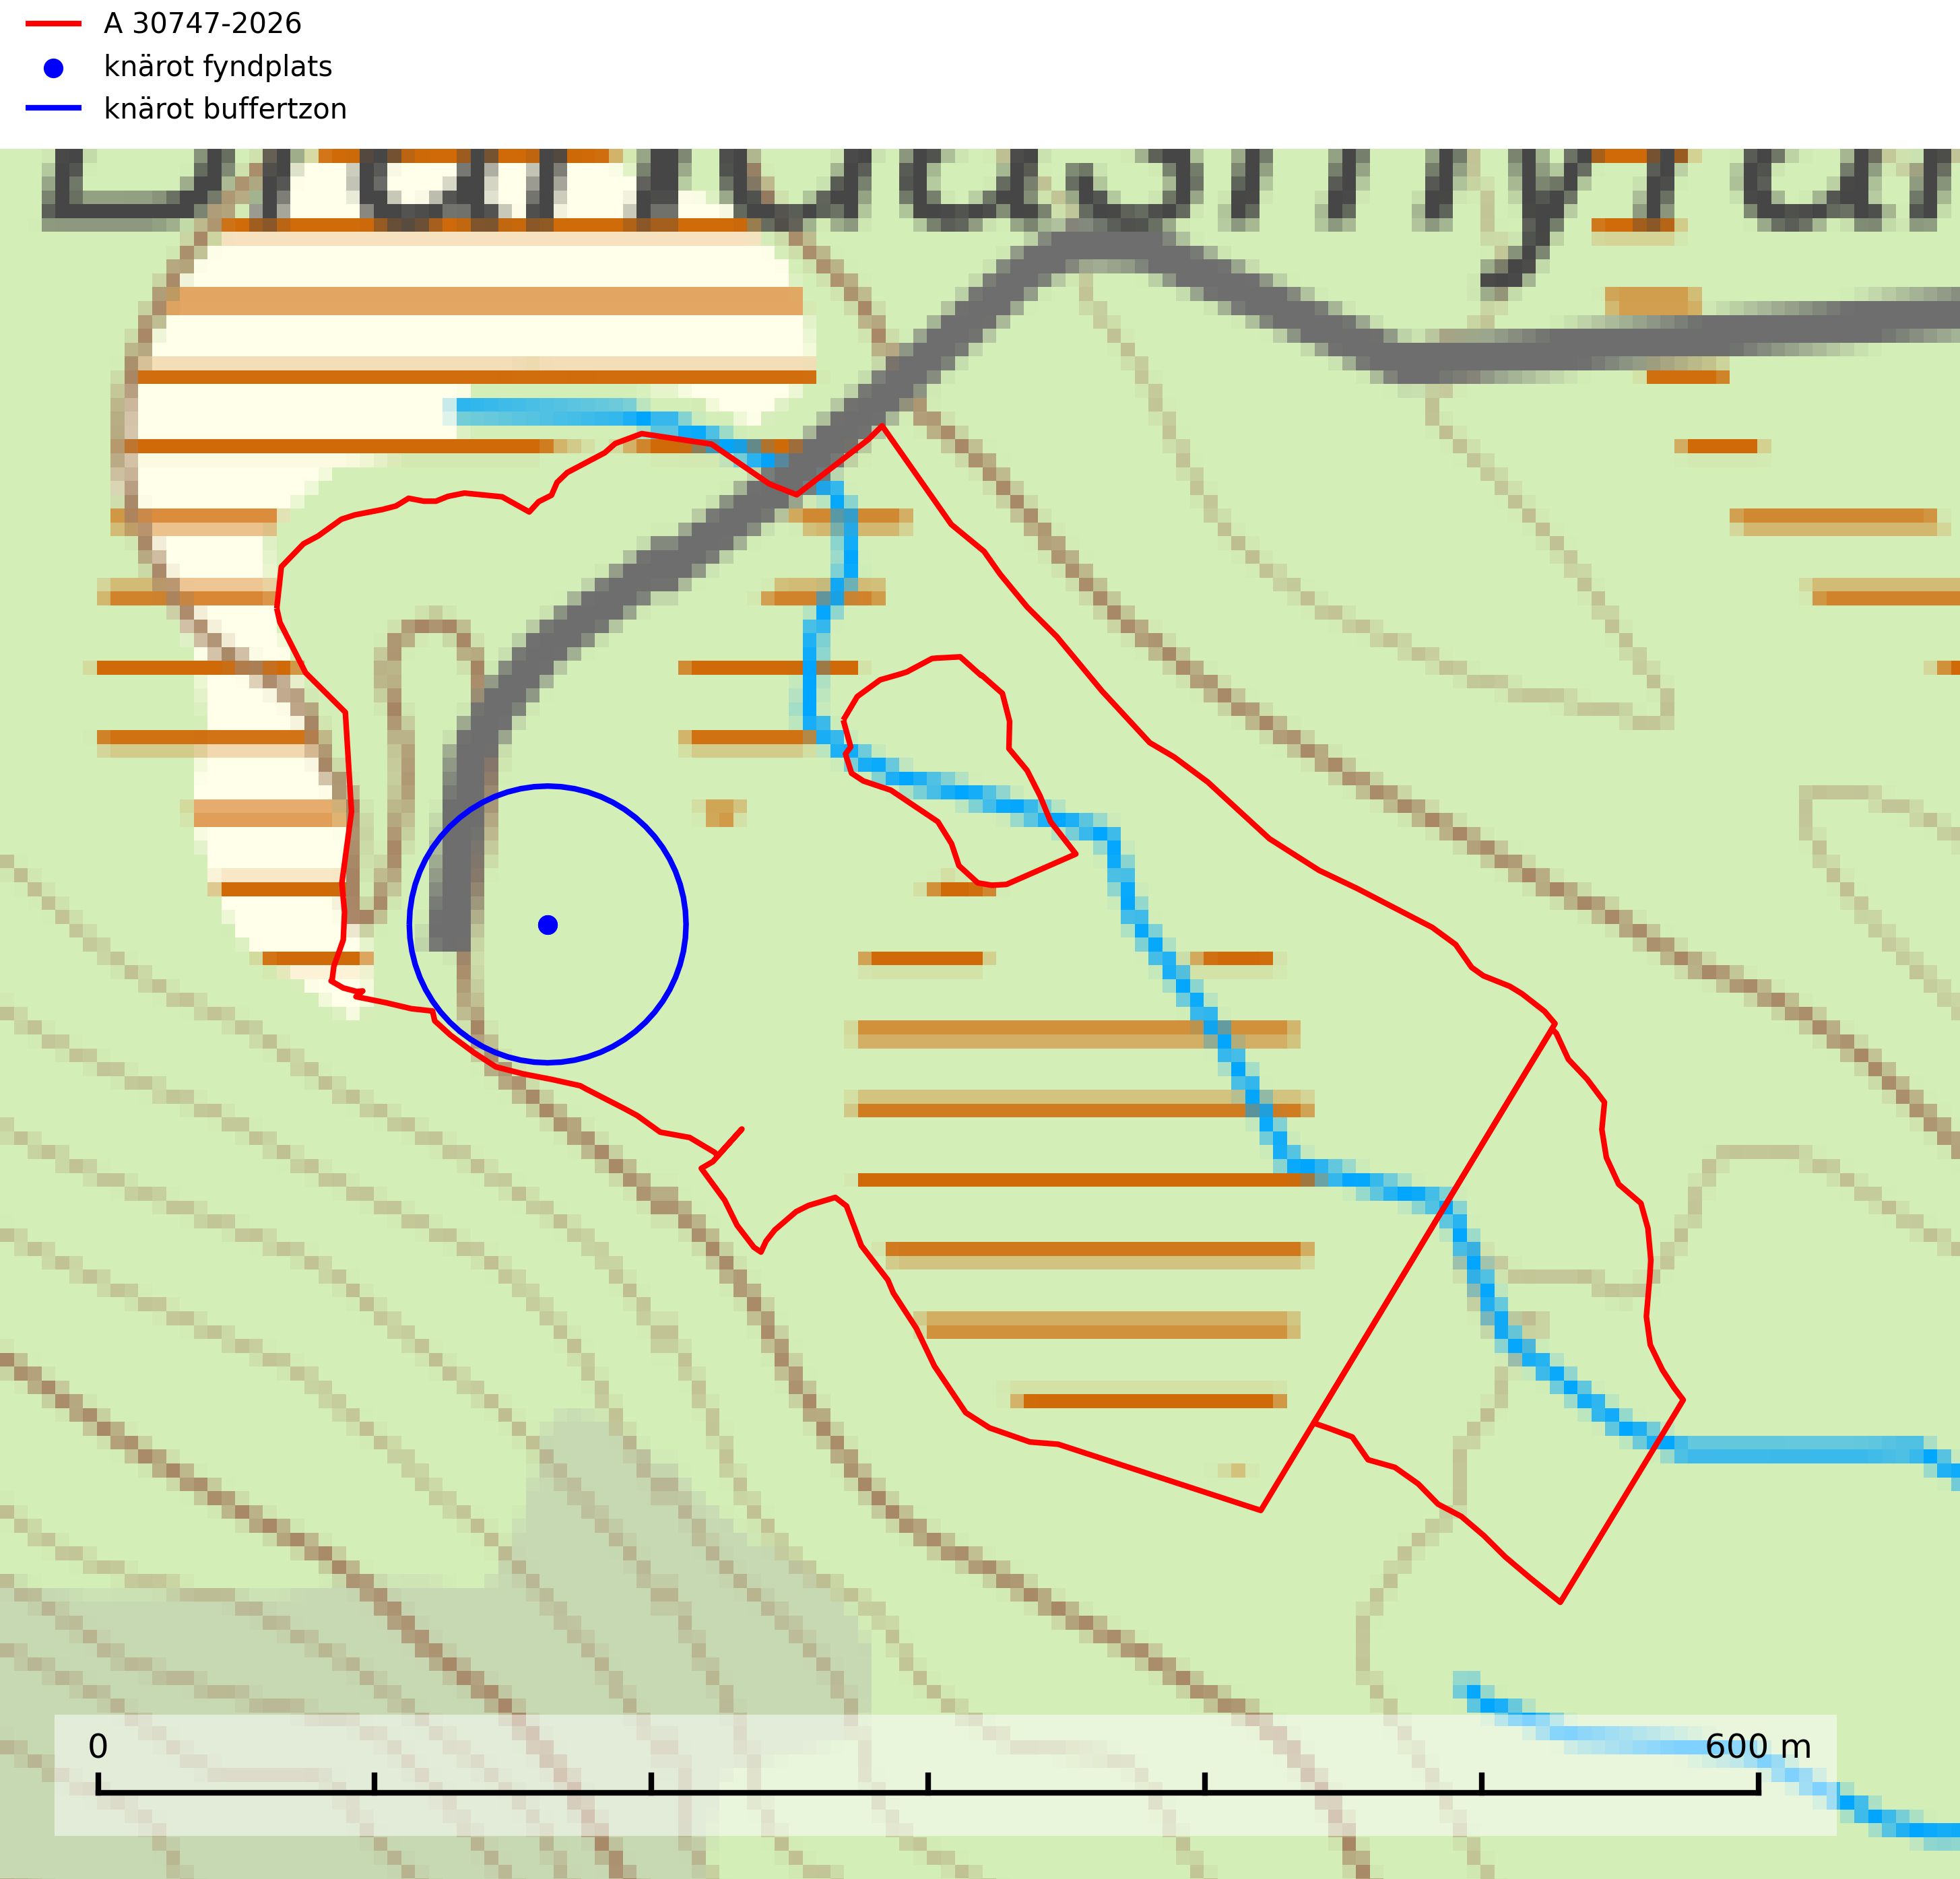 A 30747-2026
knärot fyndplats
knärot buffertzon
0
600 m